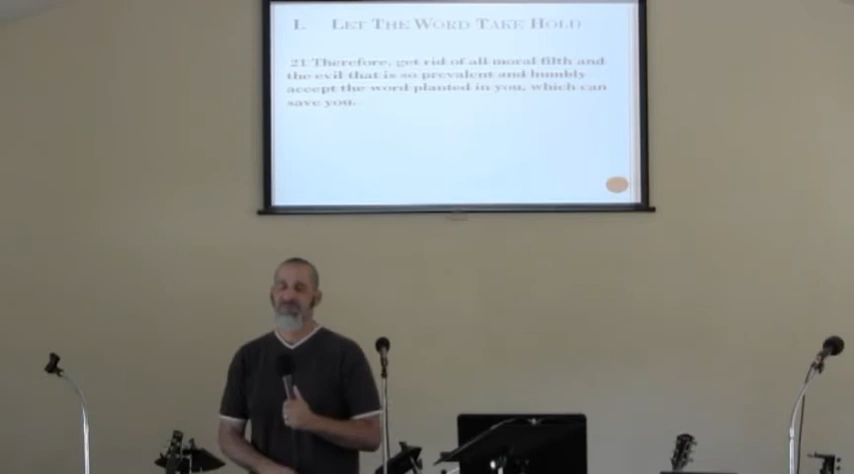 I. LET THE WORD TAKE HOLD
21 Therefore, get rid of all moral filth and
the evil that is so prevalent and humbly
accept the word planted in you, which can
save you.